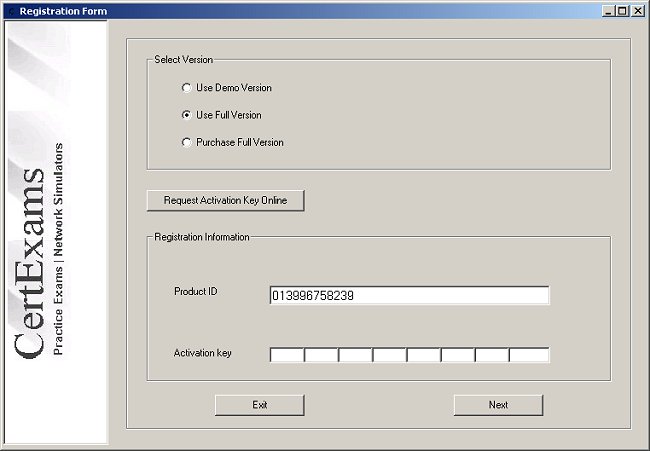 Registration Form
CertExams
Practice Exams | Network Simulators
Select Version
Use Demo Version
Use Full Version
Purchase Full Version
Request Activation Key Online
Registration Information
Product ID
013996758239
Activation key
Exit
Next